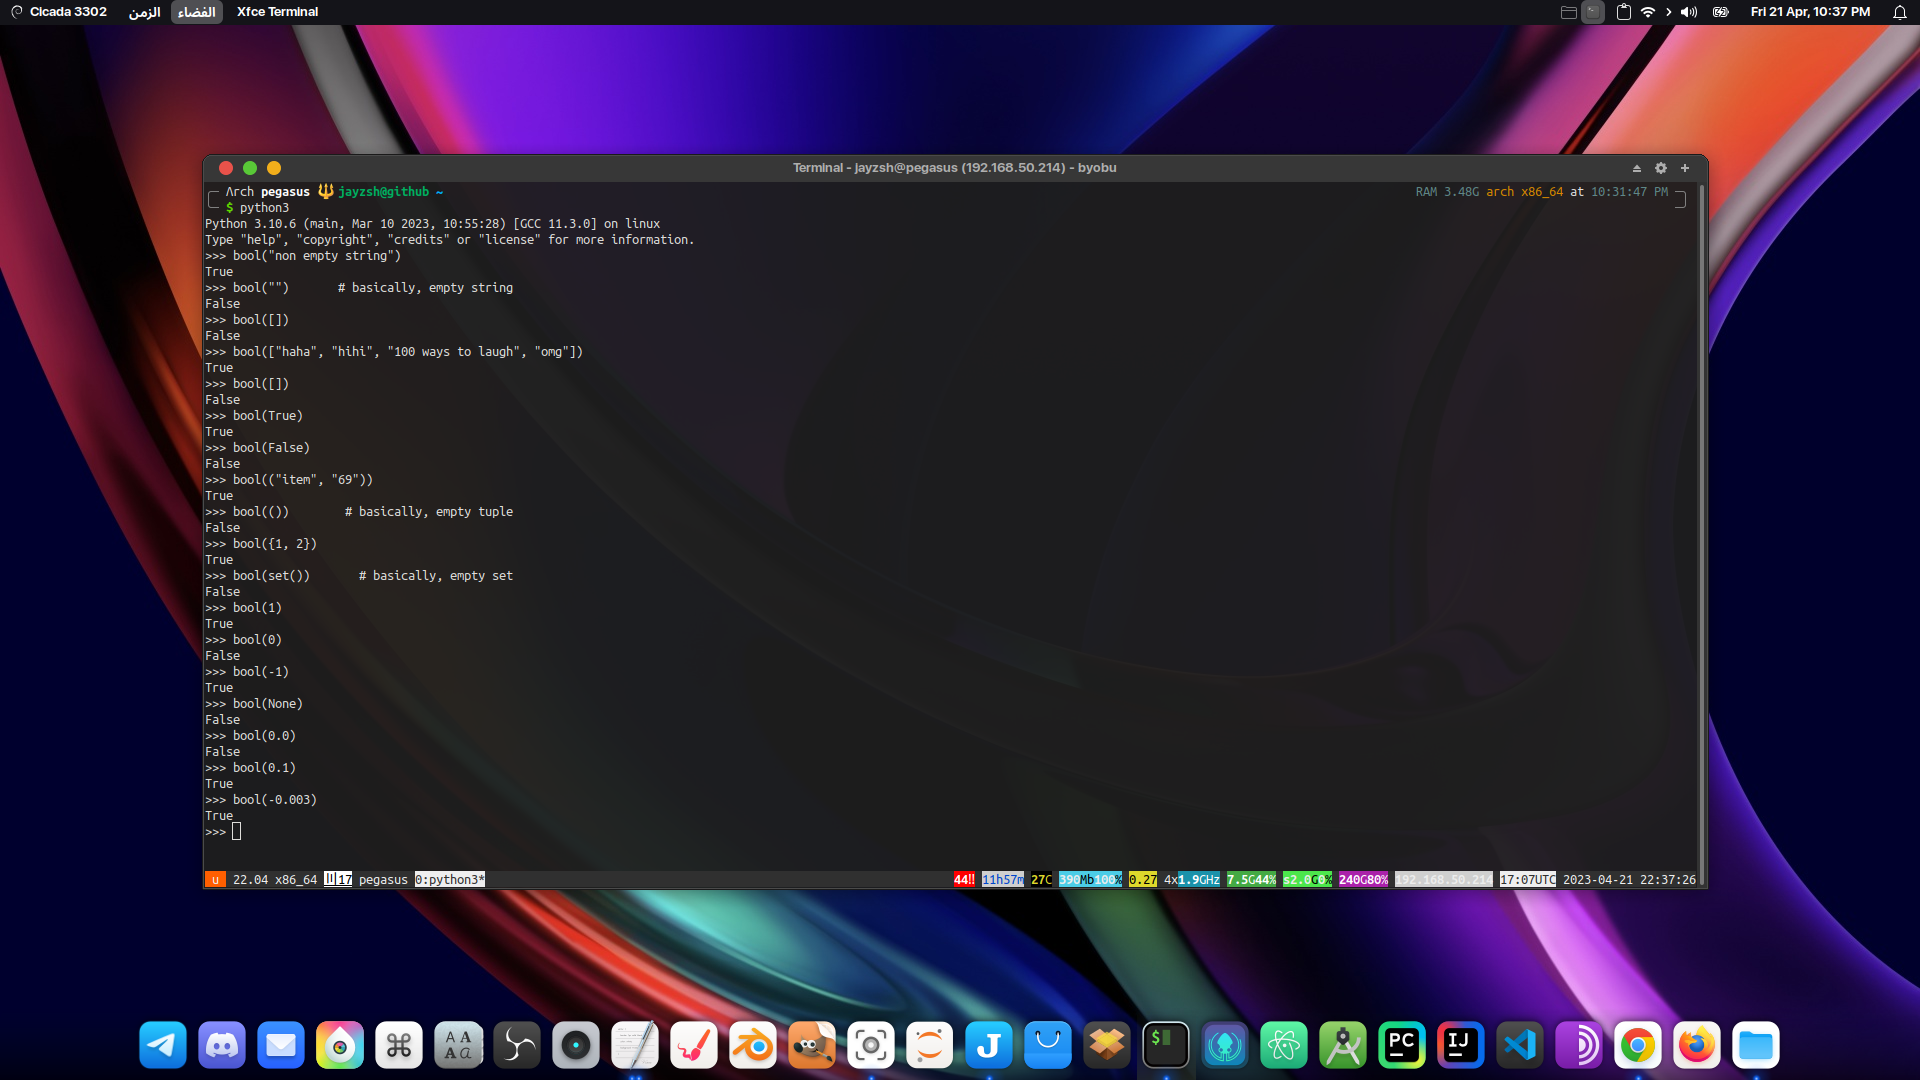 Cicada 3302 الزمن الفضاء Xfce Terminal
Fri 21 Apr, 10:37 PM
Terminal - jayzsh@pegasus (192.168.50.214) - byobu
Λrch pegasus 🔱 jayzsh@github ~ RAM 3.48G arch x86_64 at 10:31:47 PM
$ python3
Python 3.10.6 (main, Mar 10 2023, 10:55:28) [GCC 11.3.0] on linux
Type "help", "copyright", "credits" or "license" for more information.
>>> bool("non empty string")
True
>>> bool("")       # basically, empty string
False
>>> bool([])
False
>>> bool(["haha", "hihi", "100 ways to laugh", "omg"])
True
>>> bool([])
False
>>> bool(True)
True
>>> bool(False)
False
>>> bool(("item", "69"))
True
>>> bool(())        # basically, empty tuple
False
>>> bool({1, 2})
True
>>> bool(set())       # basically, empty set
False
>>> bool(1)
True
>>> bool(0)
False
>>> bool(-1)
True
>>> bool(None)
False
>>> bool(0.0)
False
>>> bool(0.1)
True
>>> bool(-0.003)
True
>>>
u 22.04 x86_64 17 pegasus 0:python3* 44!! 11h57m 27C 390Mb100% 0.27 4x1.9GHz 7.5G44% 240G80% 192.168.50.214 17:07UTC 2023-04-21 22:37:26
A A
A a
J
$
PC
IJ